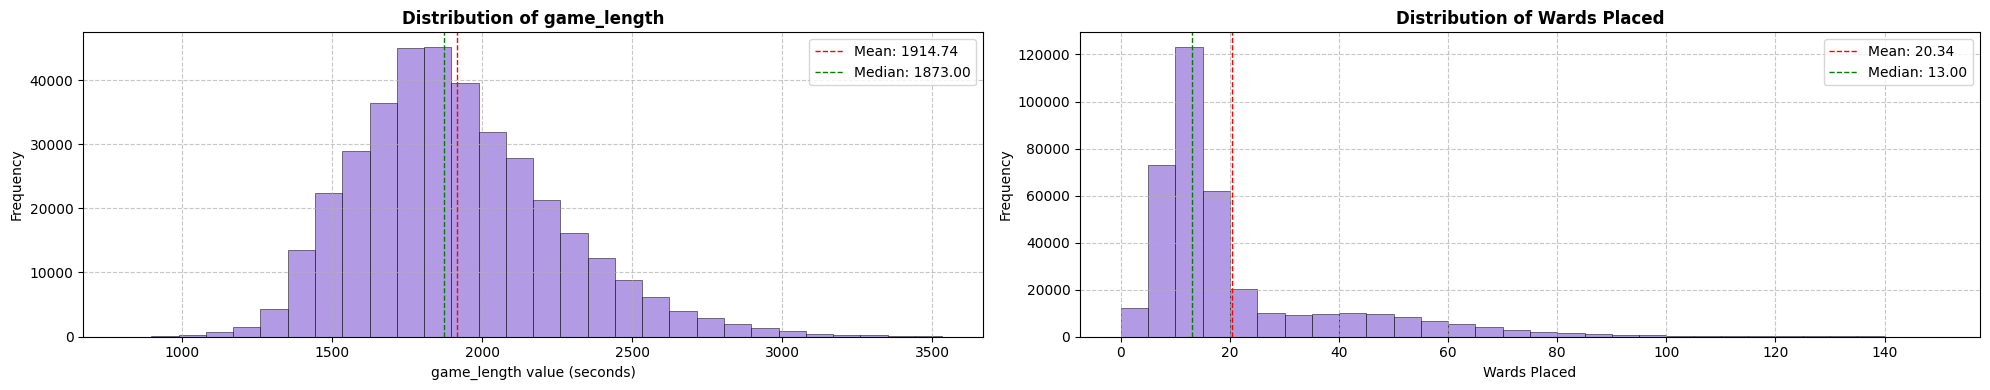 Distribution of game_length
Mean: 1914.74
Median: 1873.00
Frequency
40000
30000
20000
10000
0
1000 1500 2000 2500 3000 3500
game_length value (seconds)
Distribution of Wards Placed
Mean: 20.34
Median: 13.00
Frequency
120000
100000
80000
60000
40000
20000
0
0 20 40 60 80 100 120 140
Wards Placed